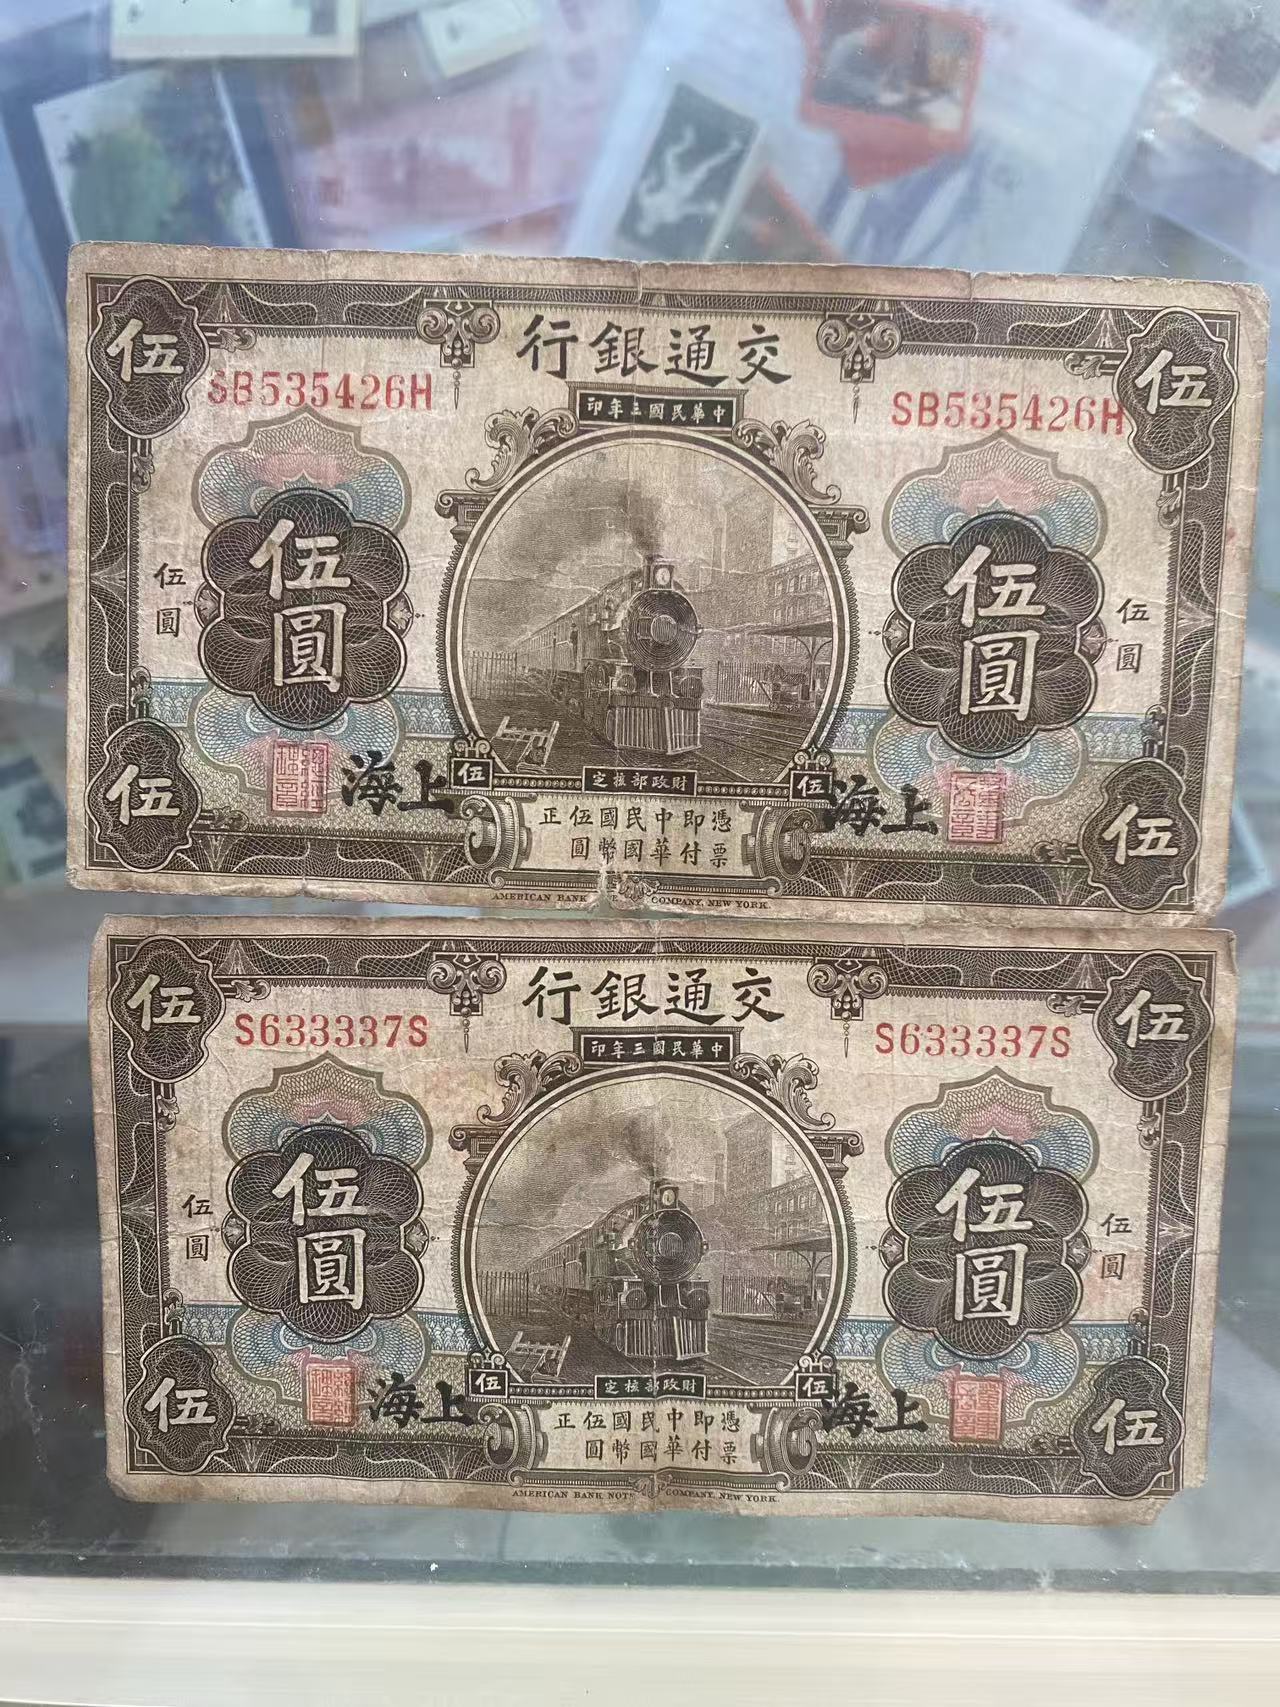 伍
伍
行銀通交
印年三國民華中
SB535426H
SB535426H
伍圓
伍圓
伍圓
伍圓
海上
海上
伍
伍
定核部政財
正伍國民中即憑
圓幣國華付票
伍
伍
AMERICAN BANK
COMPANY, NEW YORK.
伍
伍
行銀通交
印年三國民華中
S633337S
S633337S
伍圓
伍圓
伍圓
伍圓
海上
海上
伍
伍
定核部政財
正伍國民中即憑
圓幣國華付票
伍
伍
AMERICAN BANK NOTE COMPANY, NEW YORK.